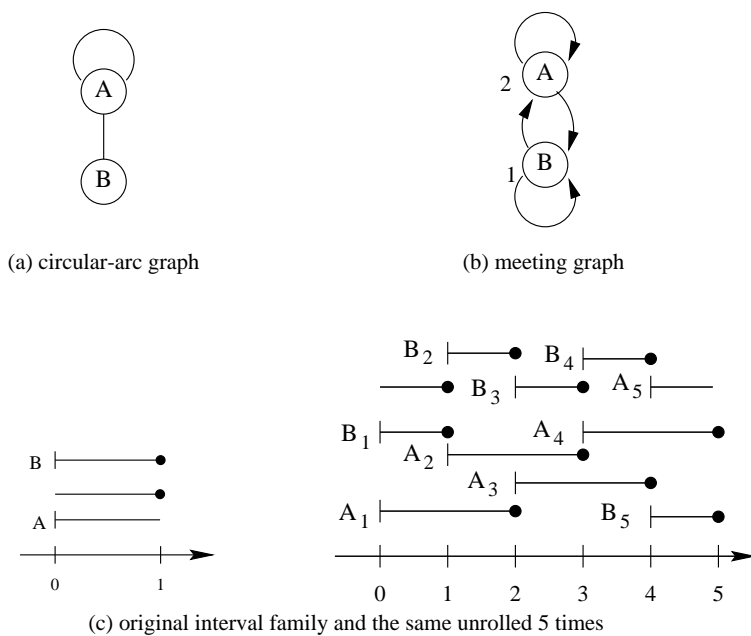 A
B
(a) circular-arc graph
2 A
1 B
(b) meeting graph
B
A
0 1
B2 B4
B3 A5
B1 A4
A2
A3
A1 B5
0 1 2 3 4 5
(c) original interval family and the same unrolled 5 times